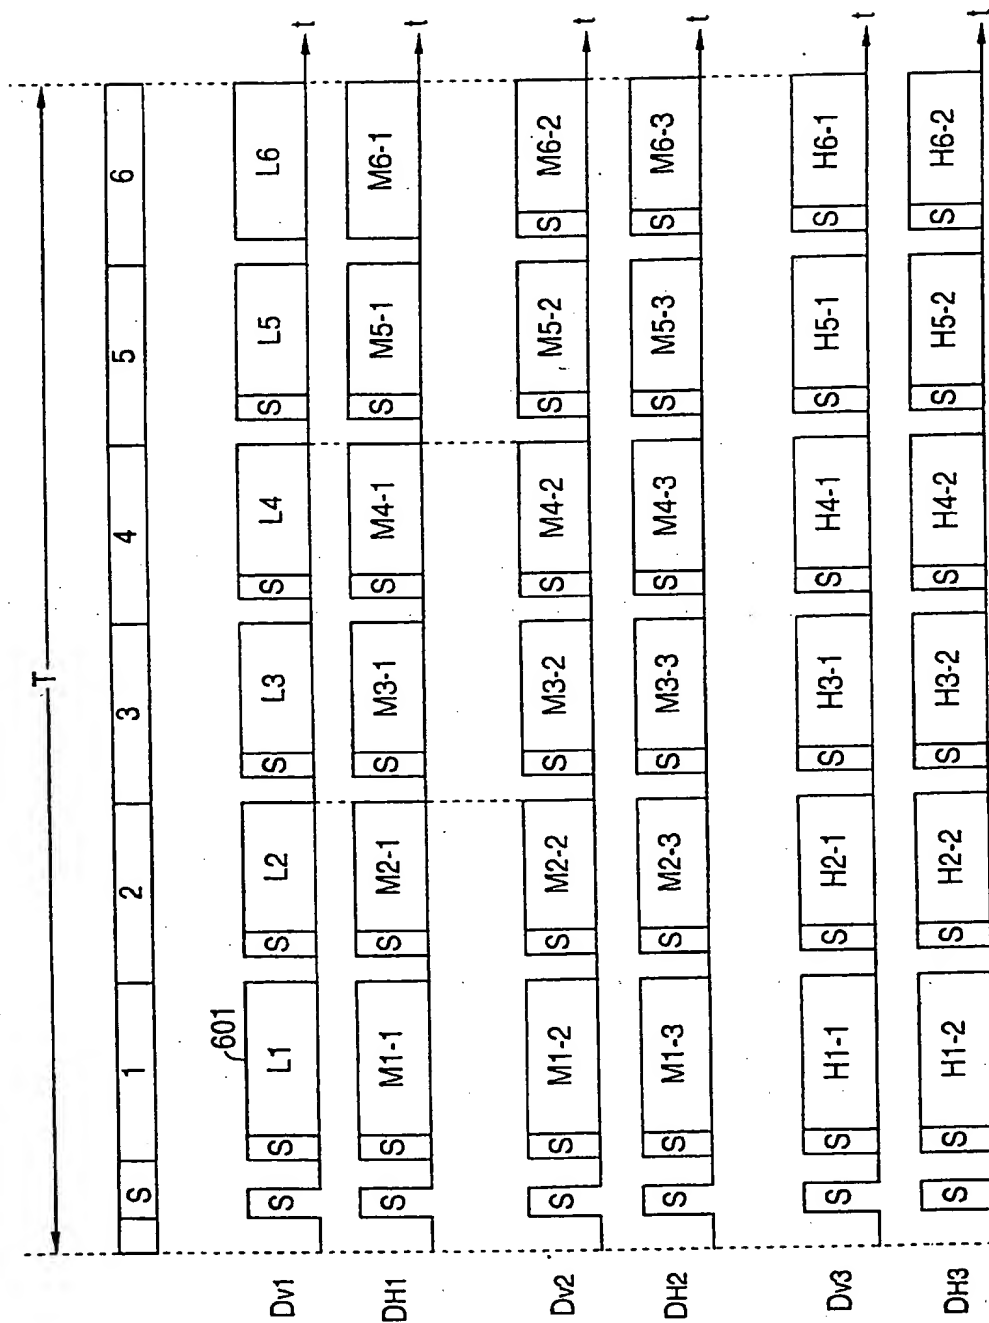 T
S 1 2 3 4 5 6
601
Dv1 S S L1 S L2 S L3 S L4 S L5 L6 t
DH1 S S M1-1 S M2-1 S M3-1 S M4-1 S M5-1 M6-1 t
Dv2 S S M1-2 S M2-2 S M3-2 S M4-2 S M5-2 S M6-2 t
DH2 S S M1-3 S M2-3 S M3-3 S M4-3 S M5-3 S M6-3 t
Dv3 S S H1-1 S H2-1 S H3-1 S H4-1 S H5-1 S H6-1 t
DH3 S S H1-2 S H2-2 S H3-2 S H4-2 S H5-2 S H6-2 t